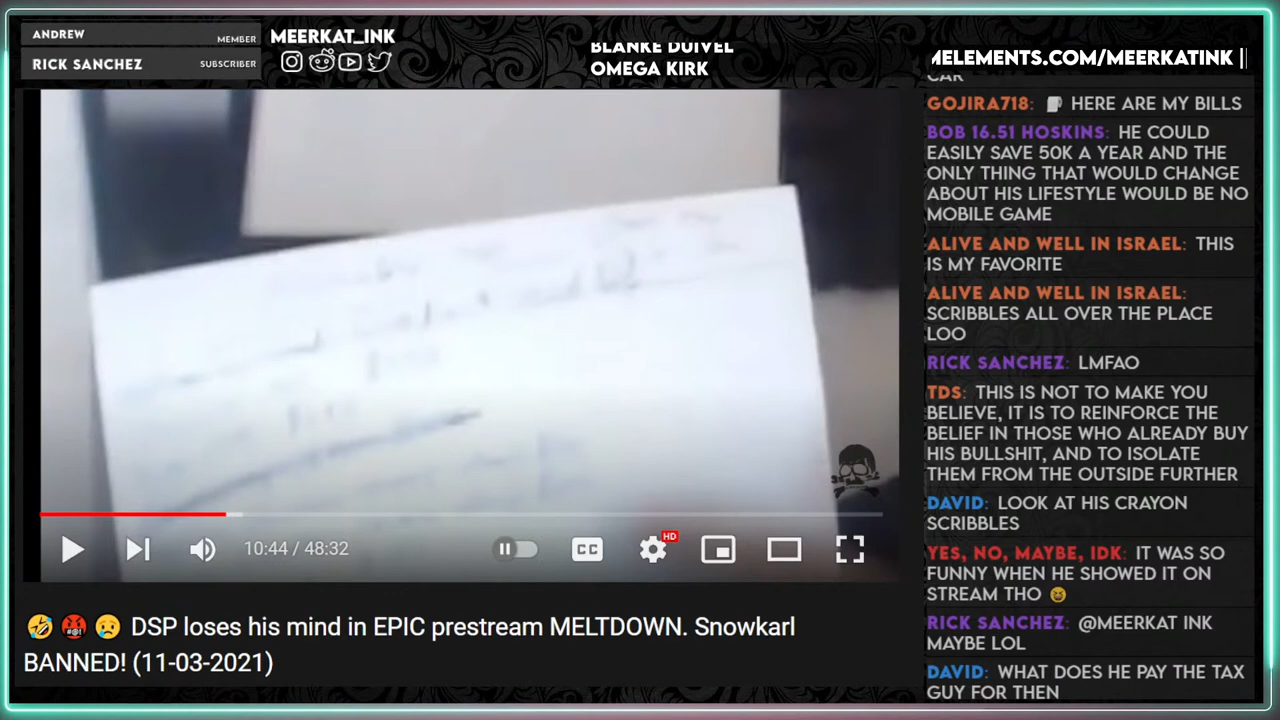 ANDREW
MEMBER
RICK SANCHEZ
SUBSCRIBER
MEERKAT_INK
BLANKE DUIVEL
OMEGA KIRK
ELEMENTS.COM/MEERKATINK ||
CAR
GOJIRA718: HERE ARE MY BILLS
BOB 16.51 HOSKINS: HE COULD
EASILY SAVE 50K A YEAR AND THE
ONLY THING THAT WOULD CHANGE
ABOUT HIS LIFESTYLE WOULD BE NO
MOBILE GAME
ALIVE AND WELL IN ISRAEL: THIS
IS MY FAVORITE
ALIVE AND WELL IN ISRAEL:
SCRIBBLES ALL OVER THE PLACE
LOO
RICK SANCHEZ: LMFAO
TDS: THIS IS NOT TO MAKE YOU
BELIEVE, IT IS TO REINFORCE THE
BELIEF IN THOSE WHO ALREADY BUY
HIS BULLSHIT, AND TO ISOLATE
THEM FROM THE OUTSIDE FURTHER
DAVID: LOOK AT HIS CRAYON
SCRIBBLES
YES, NO, MAYBE, IDK: IT WAS SO
FUNNY WHEN HE SHOWED IT ON
STREAM THO 😆
RICK SANCHEZ: @MEERKAT INK
MAYBE LOL
DAVID: WHAT DOES HE PAY THE TAX
GUY FOR THEN
10:44 / 48:32
CC
HD
🤣 🤬 😢 DSP loses his mind in EPIC prestream MELTDOWN. Snowkarl
BANNED! (11-03-2021)